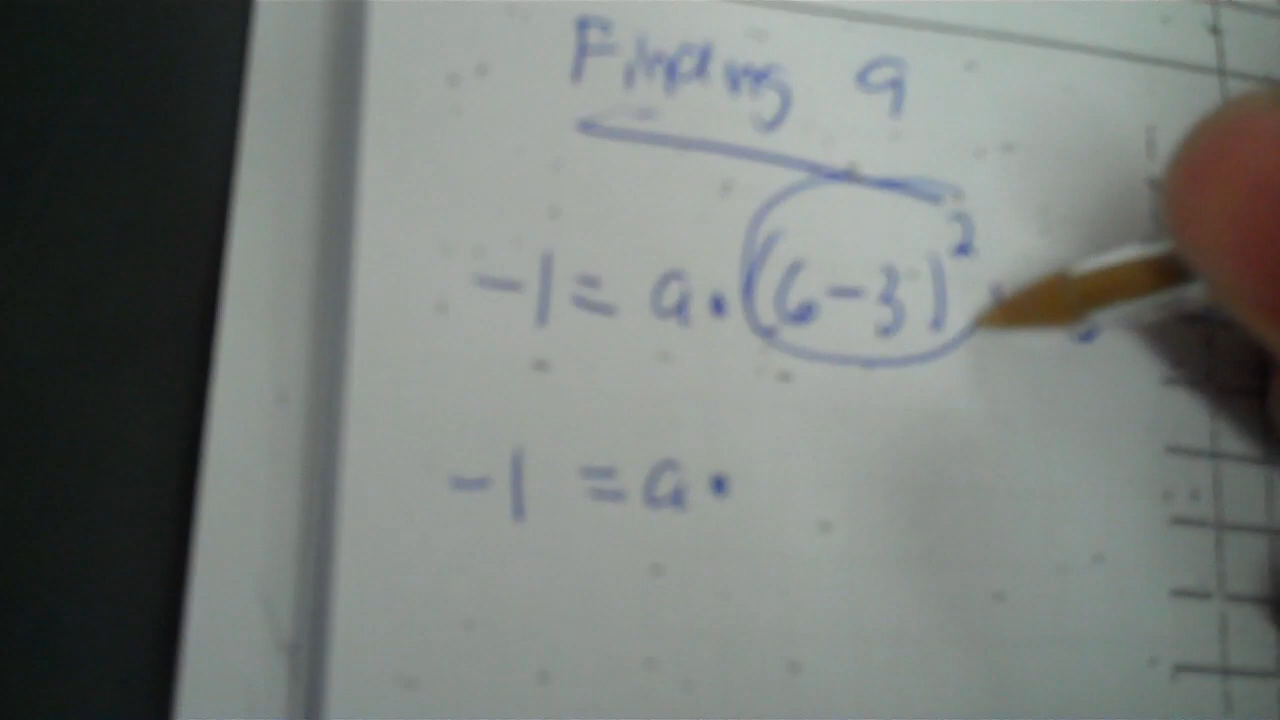 Finding a
-1 = a • (6-3)²
-1 = a •